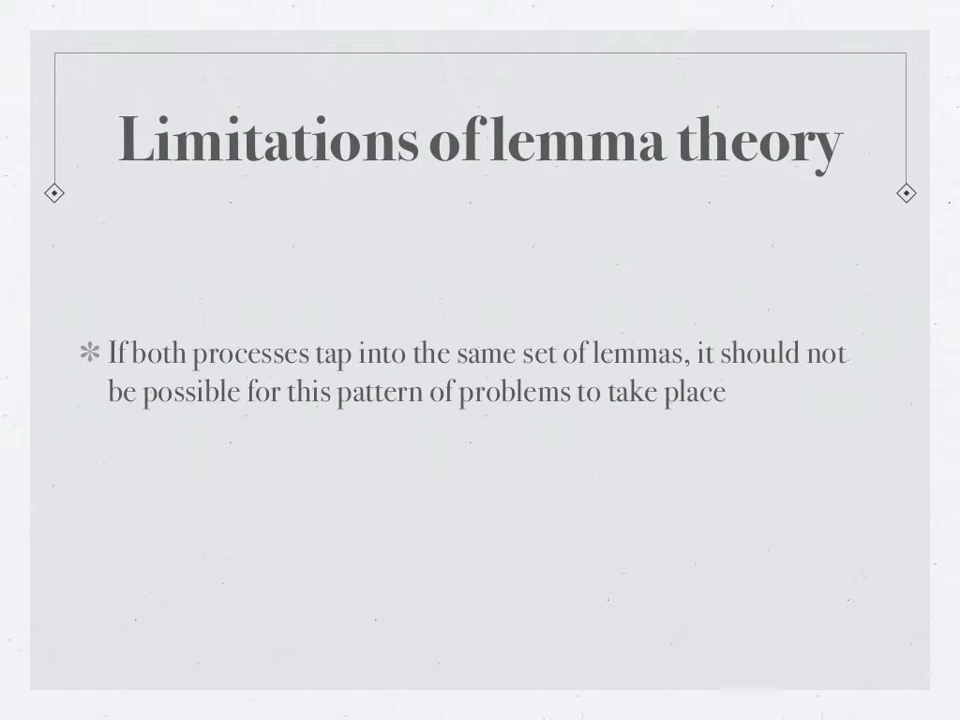 Limitations of lemma theory
✻ If both processes tap into the same set of lemmas, it should not
be possible for this pattern of problems to take place